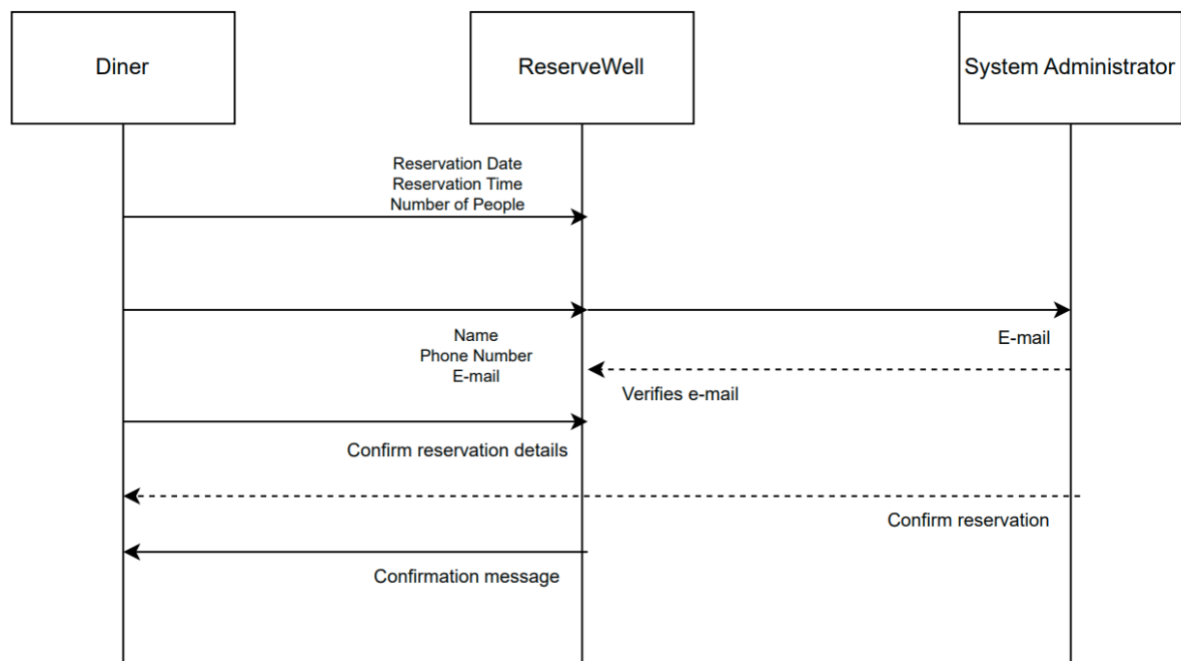 Diner
ReserveWell
System Administrator
Reservation Date
Reservation Time
Number of People
Name
Phone Number
E-mail
E-mail
Verifies e-mail
Confirm reservation details
Confirm reservation
Confirmation message